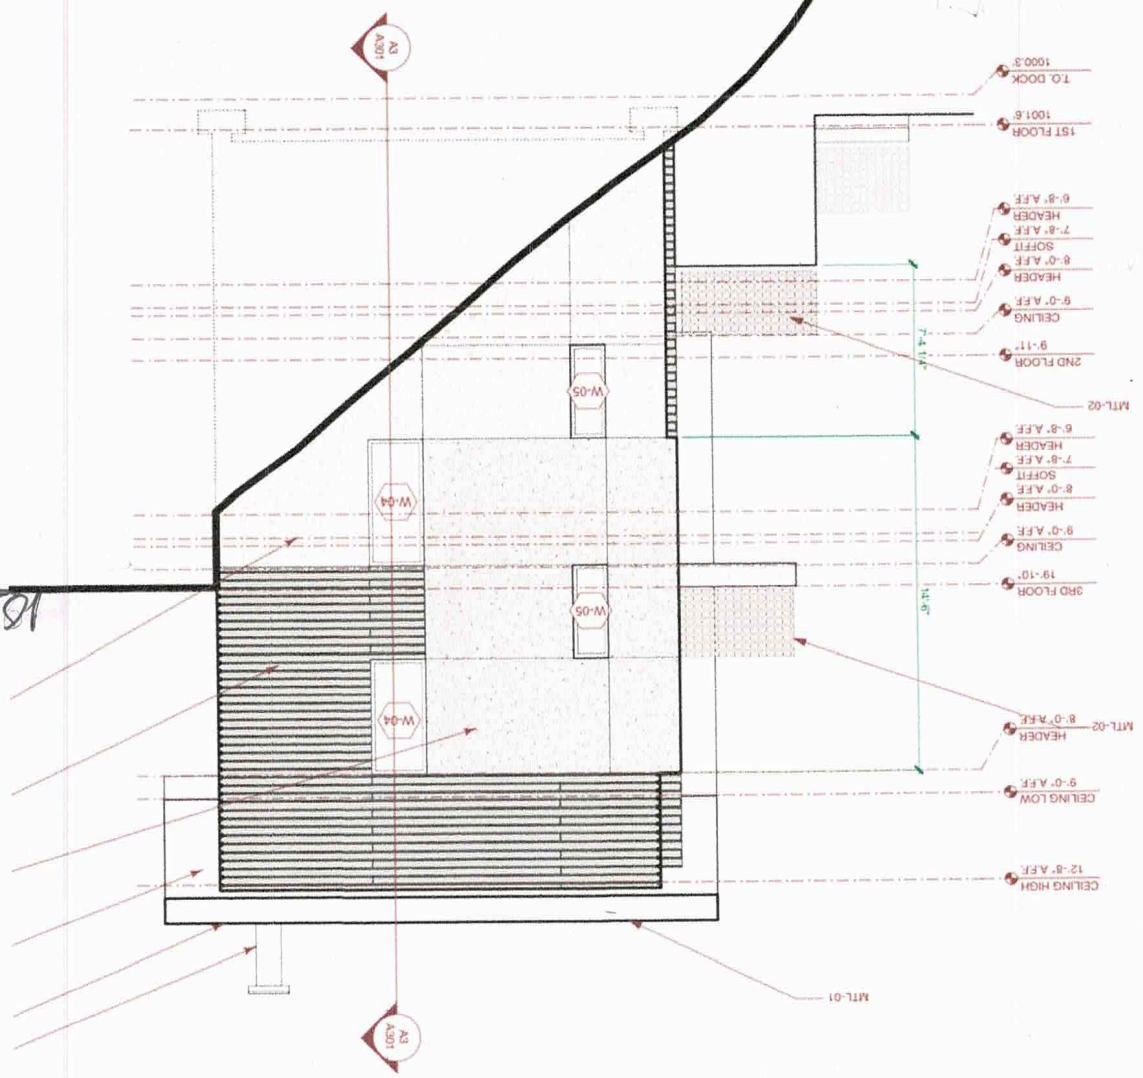 A3
A301
MTL-01
CEILING HIGH
12'-8" A.F.F.
CEILING LOW
9'-0" A.F.F.
HEADER
8'-0" A.F.F.
MTL-02
W-04
14'-6"
W-05
3RD FLOOR
19'-10"
CEILING
9'-0" A.F.F.
HEADER
8'-0" A.F.F.
SOFFIT
7'-8" A.F.F.
HEADER
6'-8" A.F.F.
W-04
MTL-02
W-05
2ND FLOOR
9'-11"
7'-4 1/4"
CEILING
9'-0" A.F.F.
HEADER
8'-0" A.F.F.
SOFFIT
7'-8" A.F.F.
HEADER
6'-8" A.F.F.
1ST FLOOR
1001.6'
T.O. DOCK
1000.3'
A3
A301